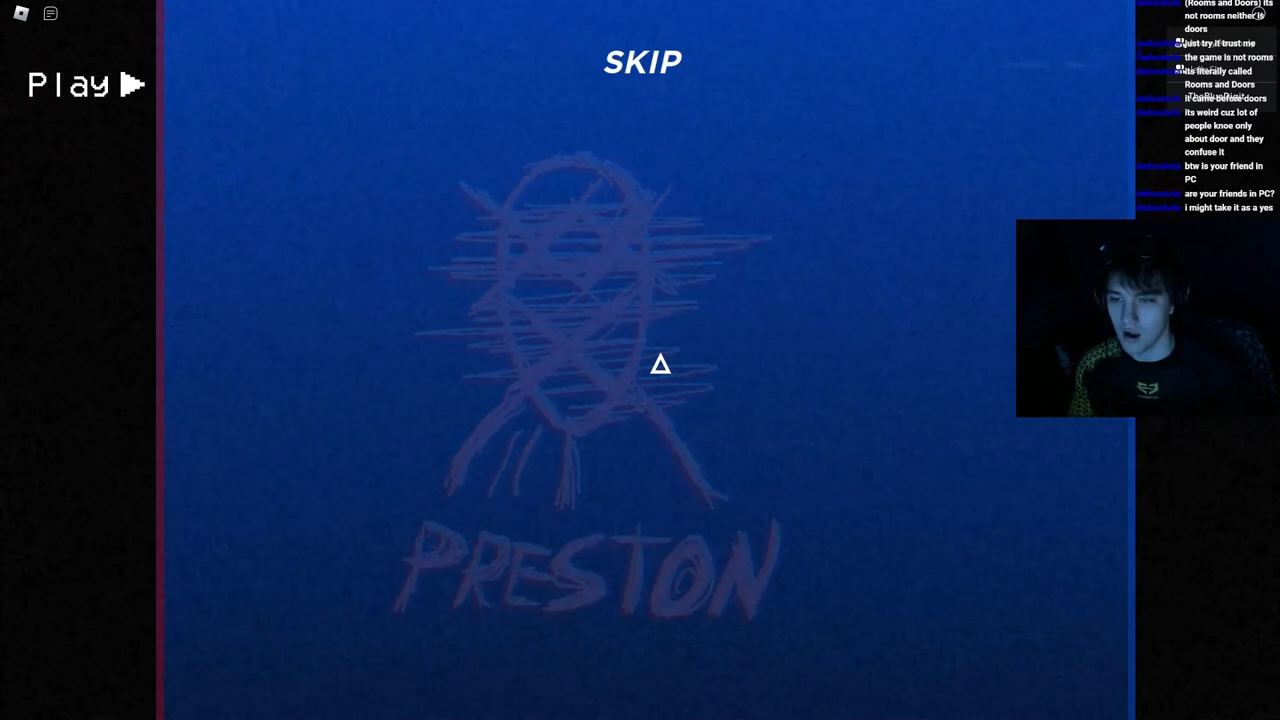 SKIP
Play
PRESTON
(Rooms and Doors) its
not rooms neither is
doors
just try it trust me
the game is not rooms
its literally called
Rooms and Doors
it came before doors
its weird cuz lot of
people knoe only
about door and they
confuse it
btw is your friend in
PC
are your friends in PC?
i might take it as a yes